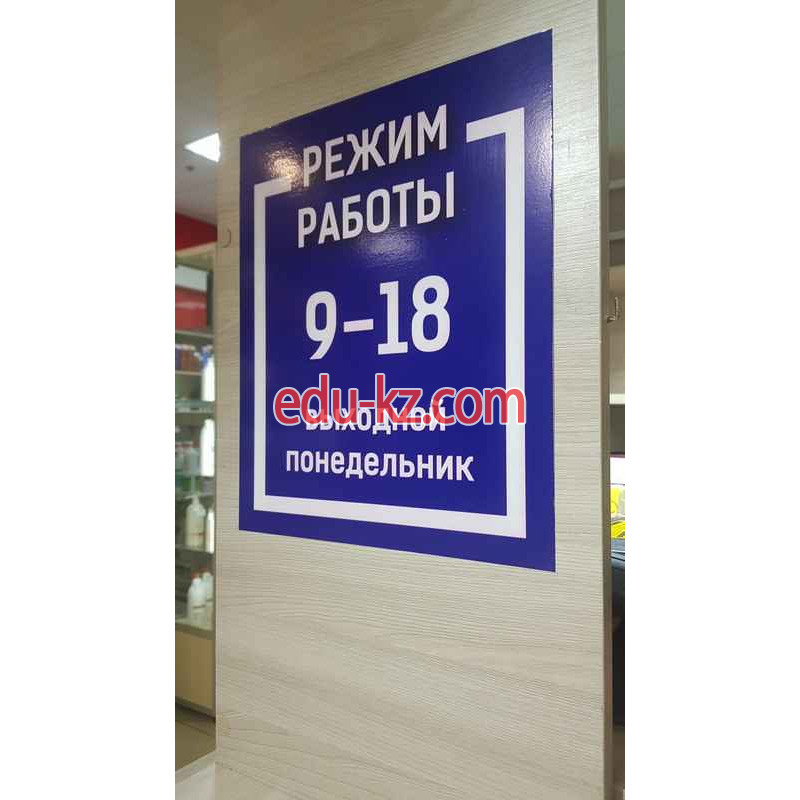 РЕЖИМ
РАБОТЫ
9-18
edu-kz.com
выходной
понедельник